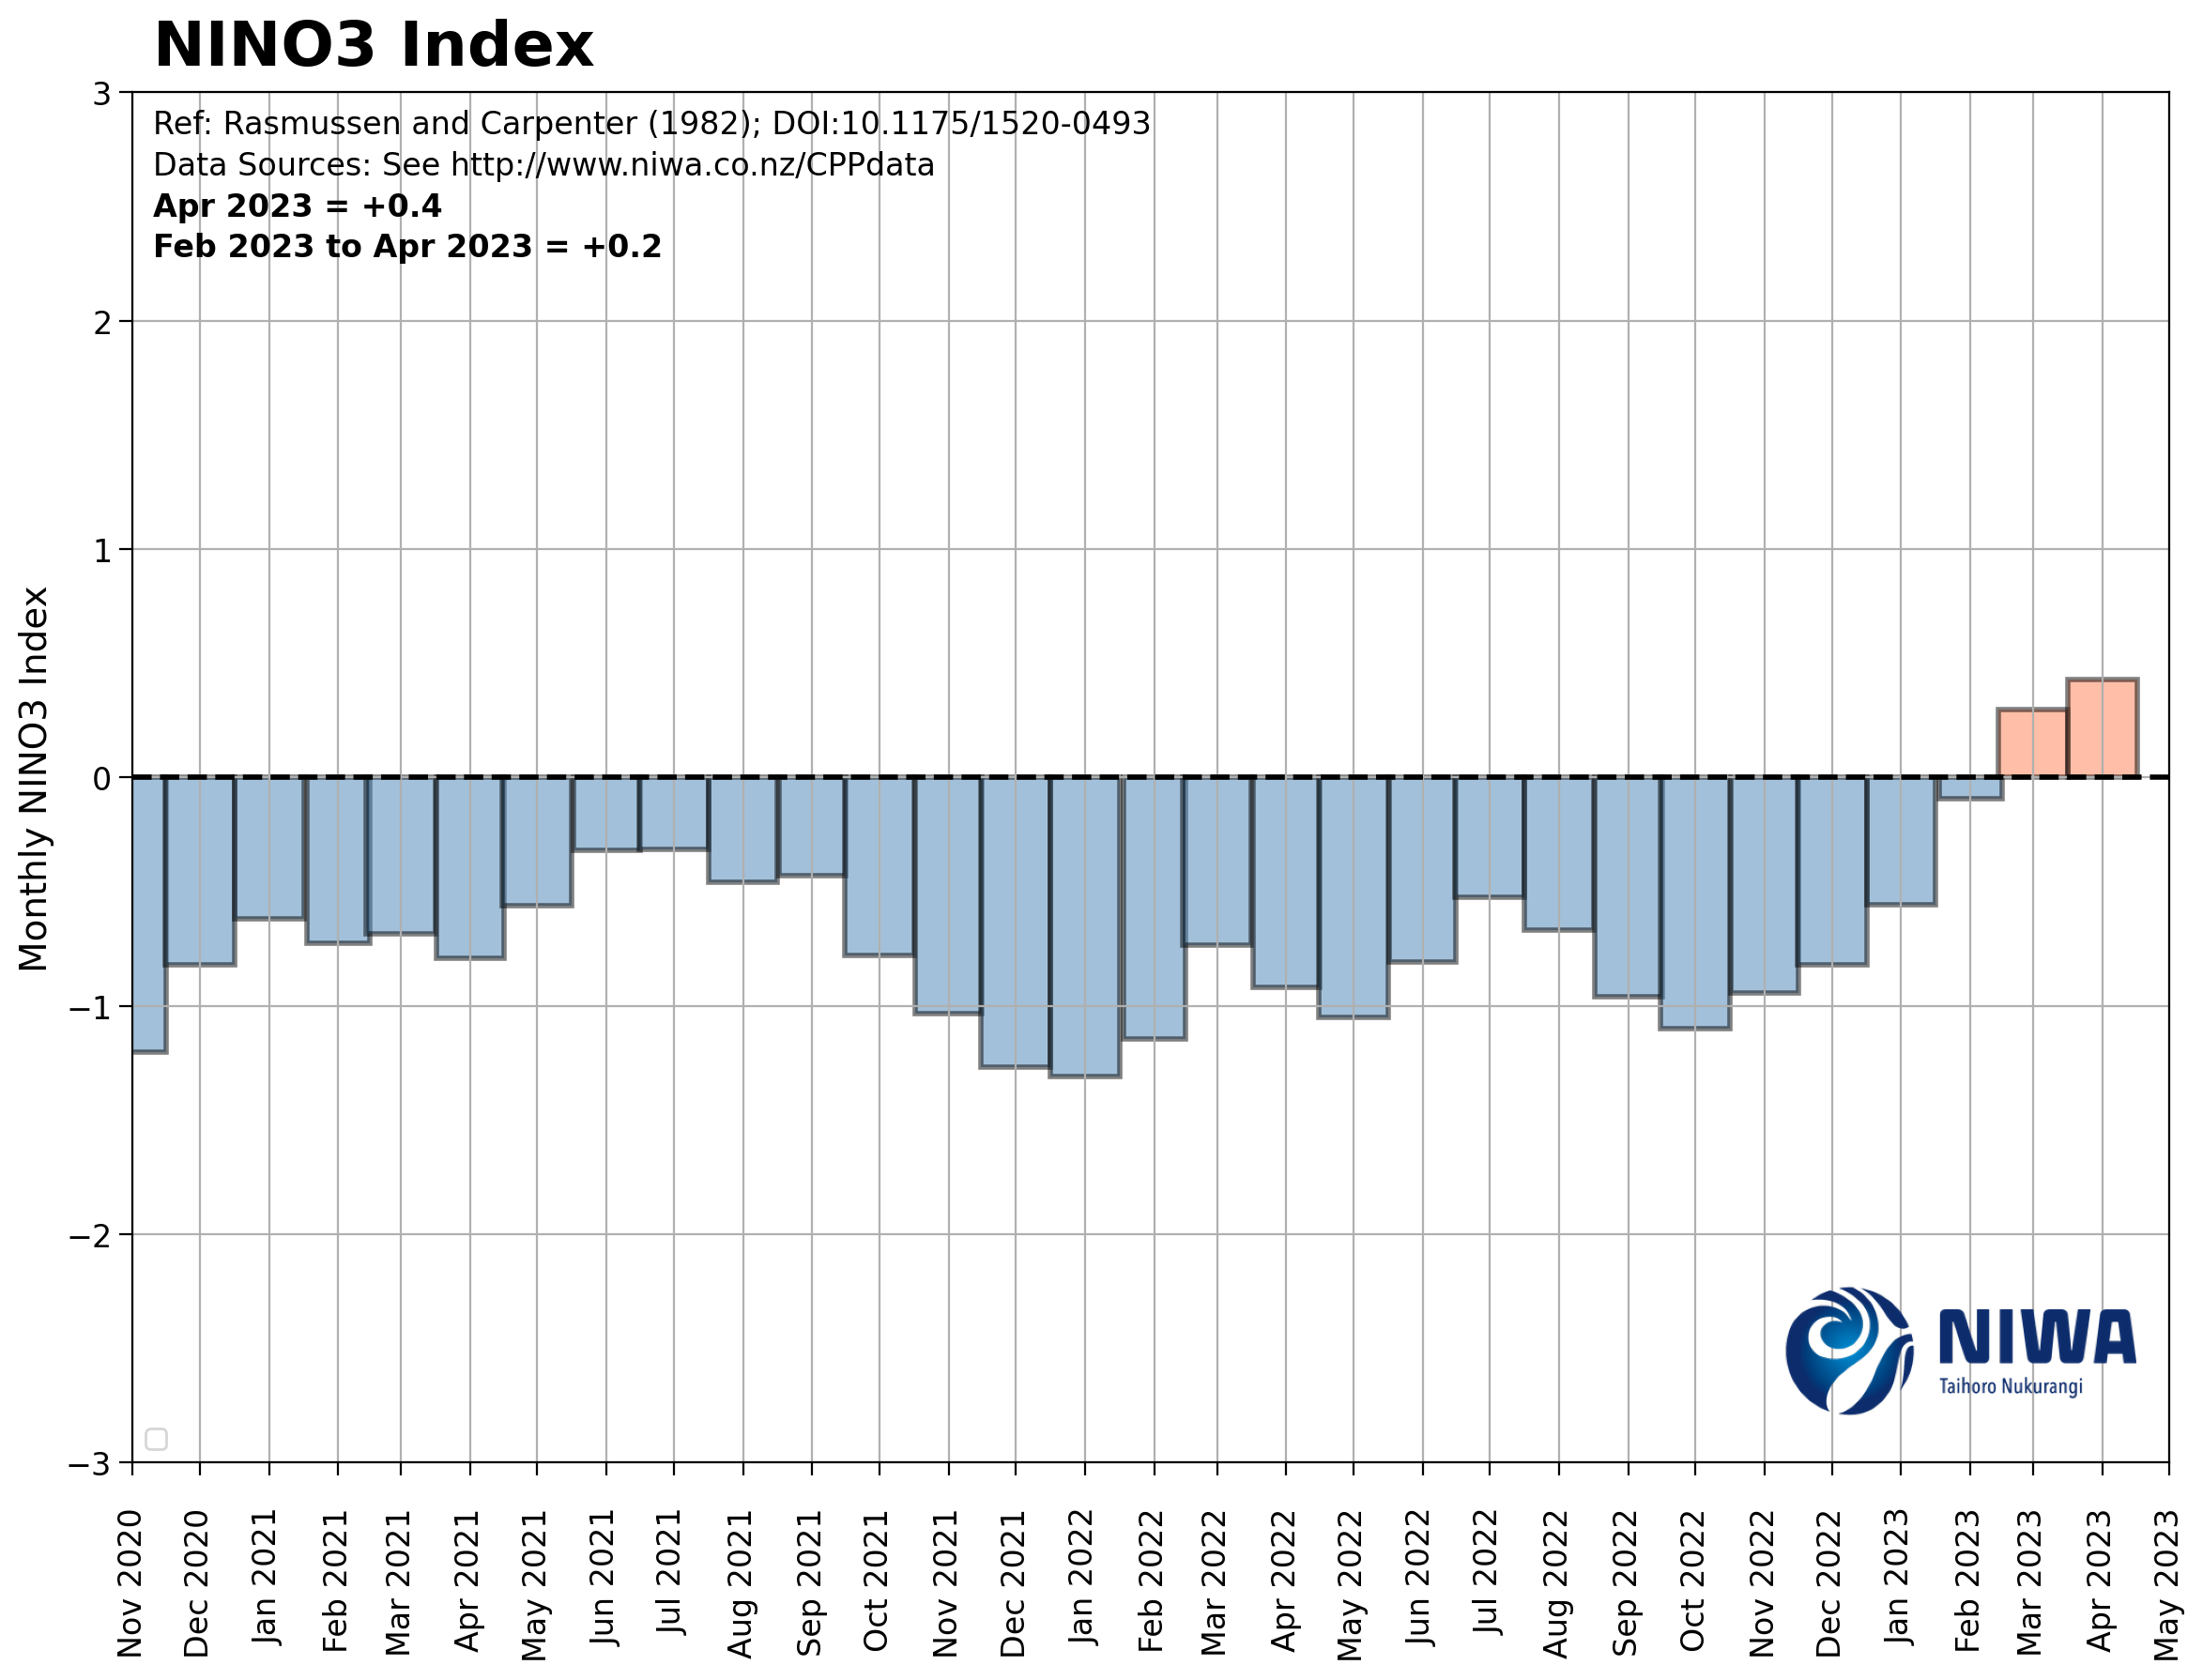 NINO3 Index
Ref: Rasmussen and Carpenter (1982); DOI:10.1175/1520-0493
Data Sources: See http://www.niwa.co.nz/CPPdata
Apr 2023 = +0.4
Feb 2023 to Apr 2023 = +0.2
3
2
1
0
−1
−2
−3
Monthly NINO3 Index
NIWA
Taihoro Nukurangi
Nov 2020
Dec 2020
Jan 2021
Feb 2021
Mar 2021
Apr 2021
May 2021
Jun 2021
Jul 2021
Aug 2021
Sep 2021
Oct 2021
Nov 2021
Dec 2021
Jan 2022
Feb 2022
Mar 2022
Apr 2022
May 2022
Jun 2022
Jul 2022
Aug 2022
Sep 2022
Oct 2022
Nov 2022
Dec 2022
Jan 2023
Feb 2023
Mar 2023
Apr 2023
May 2023